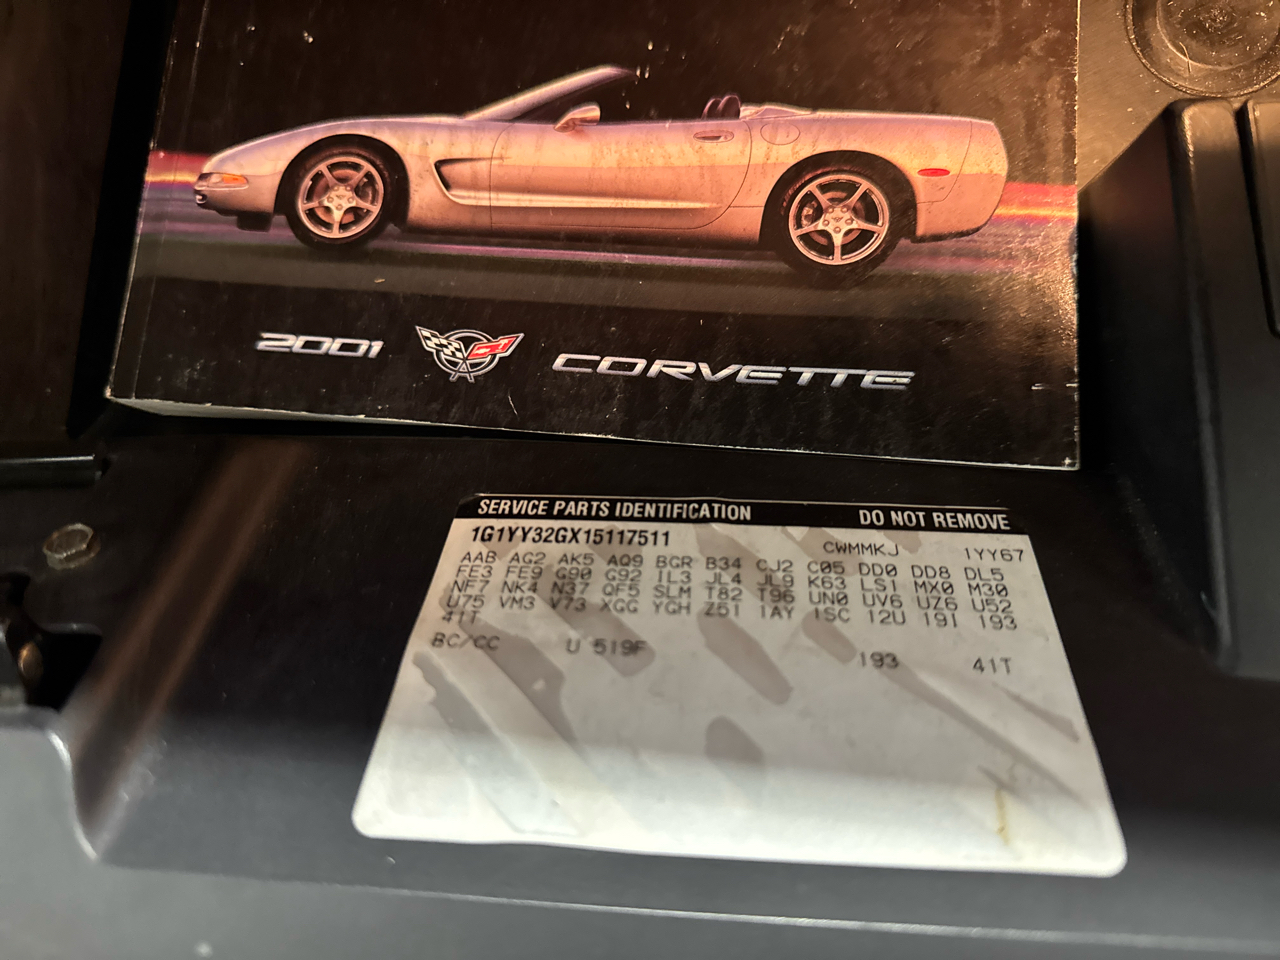 2001 CORVETTE
SERVICE PARTS IDENTIFICATION DO NOT REMOVE
1G1YY32GX15117511 CWMMKJ 1YY67
AAB AG2 AK5 AQ9 BGR B34 CJ2 C05 DD0 DD8 DL5
FE3 FE9 G90 G92 IL3 JL4 JL9 K63 LS1 MX0 M30
NF7 NK4 N37 QF5 SLM T82 T96 UN0 UV6 UZ6 U52
U75 VM3 V73 XGG YGH Z51 1AY 1SC 12U 19I 193
41T
BC/CC U 519F 193 41T